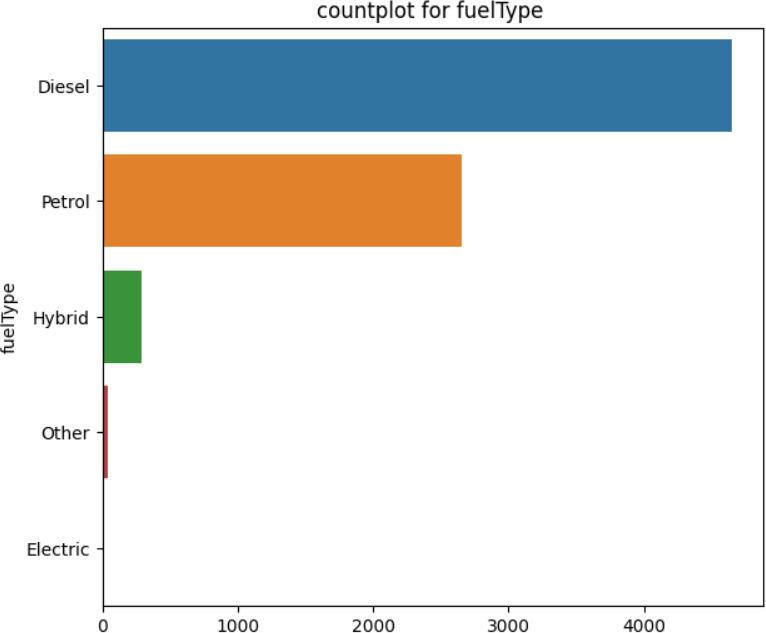 countplot for fuelType
fuelType
Diesel
Petrol
Hybrid
Other
Electric
0 1000 2000 3000 4000